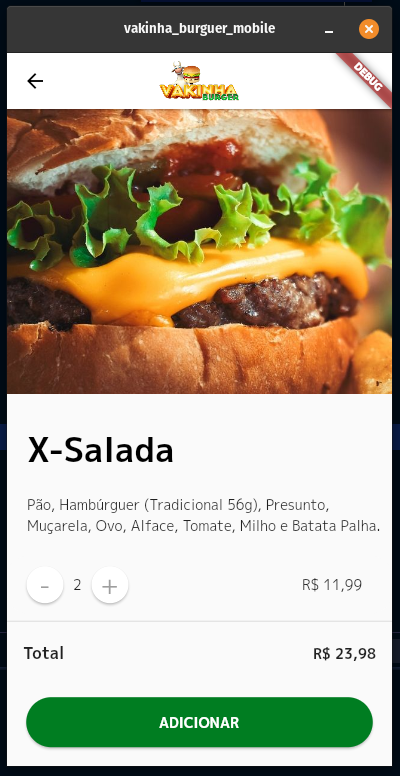 vakinha_burguer_mobile
DEBUG
VAKINHA
BURGER
X-Salada
Pão, Hambúrguer (Tradicional 56g), Presunto,
Muçarela, Ovo, Alface, Tomate, Milho e Batata Palha.
- 2 + R$ 11,99
Total R$ 23,98
ADICIONAR